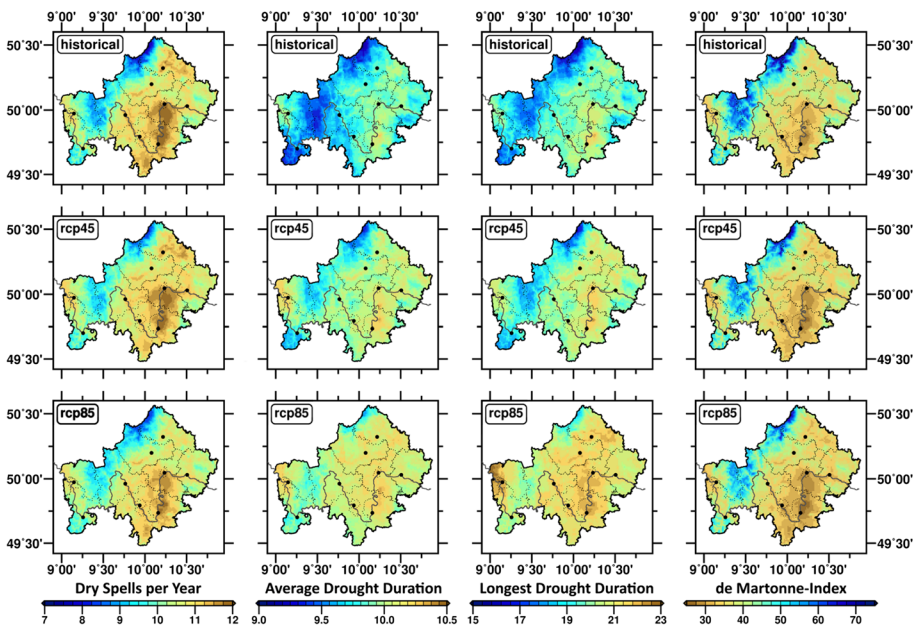 9°00' 9°30' 10°00' 10°30' 9°00' 9°30' 10°00' 10°30' 9°00' 9°30' 10°00' 10°30' 9°00' 9°30' 10°00' 10°30'
50°30' historical historical historical historical 50°30'
50°00' 50°00'
49°30' 49°30'
50°30' rcp45 rcp45 rcp45 rcp45 50°30'
50°00' 50°00'
49°30' 49°30'
50°30' rcp85 rcp85 rcp85 rcp85 50°30'
50°00' 50°00'
49°30' 49°30'
9°00' 9°30' 10°00' 10°30' 9°00' 9°30' 10°00' 10°30' 9°00' 9°30' 10°00' 10°30' 9°00' 9°30' 10°00' 10°30'
Dry Spells per Year Average Drought Duration Longest Drought Duration de Martonne-Index
7 8 9 10 11 12 9.0 9.5 10.0 10.5 15 17 19 21 23 30 40 50 60 70